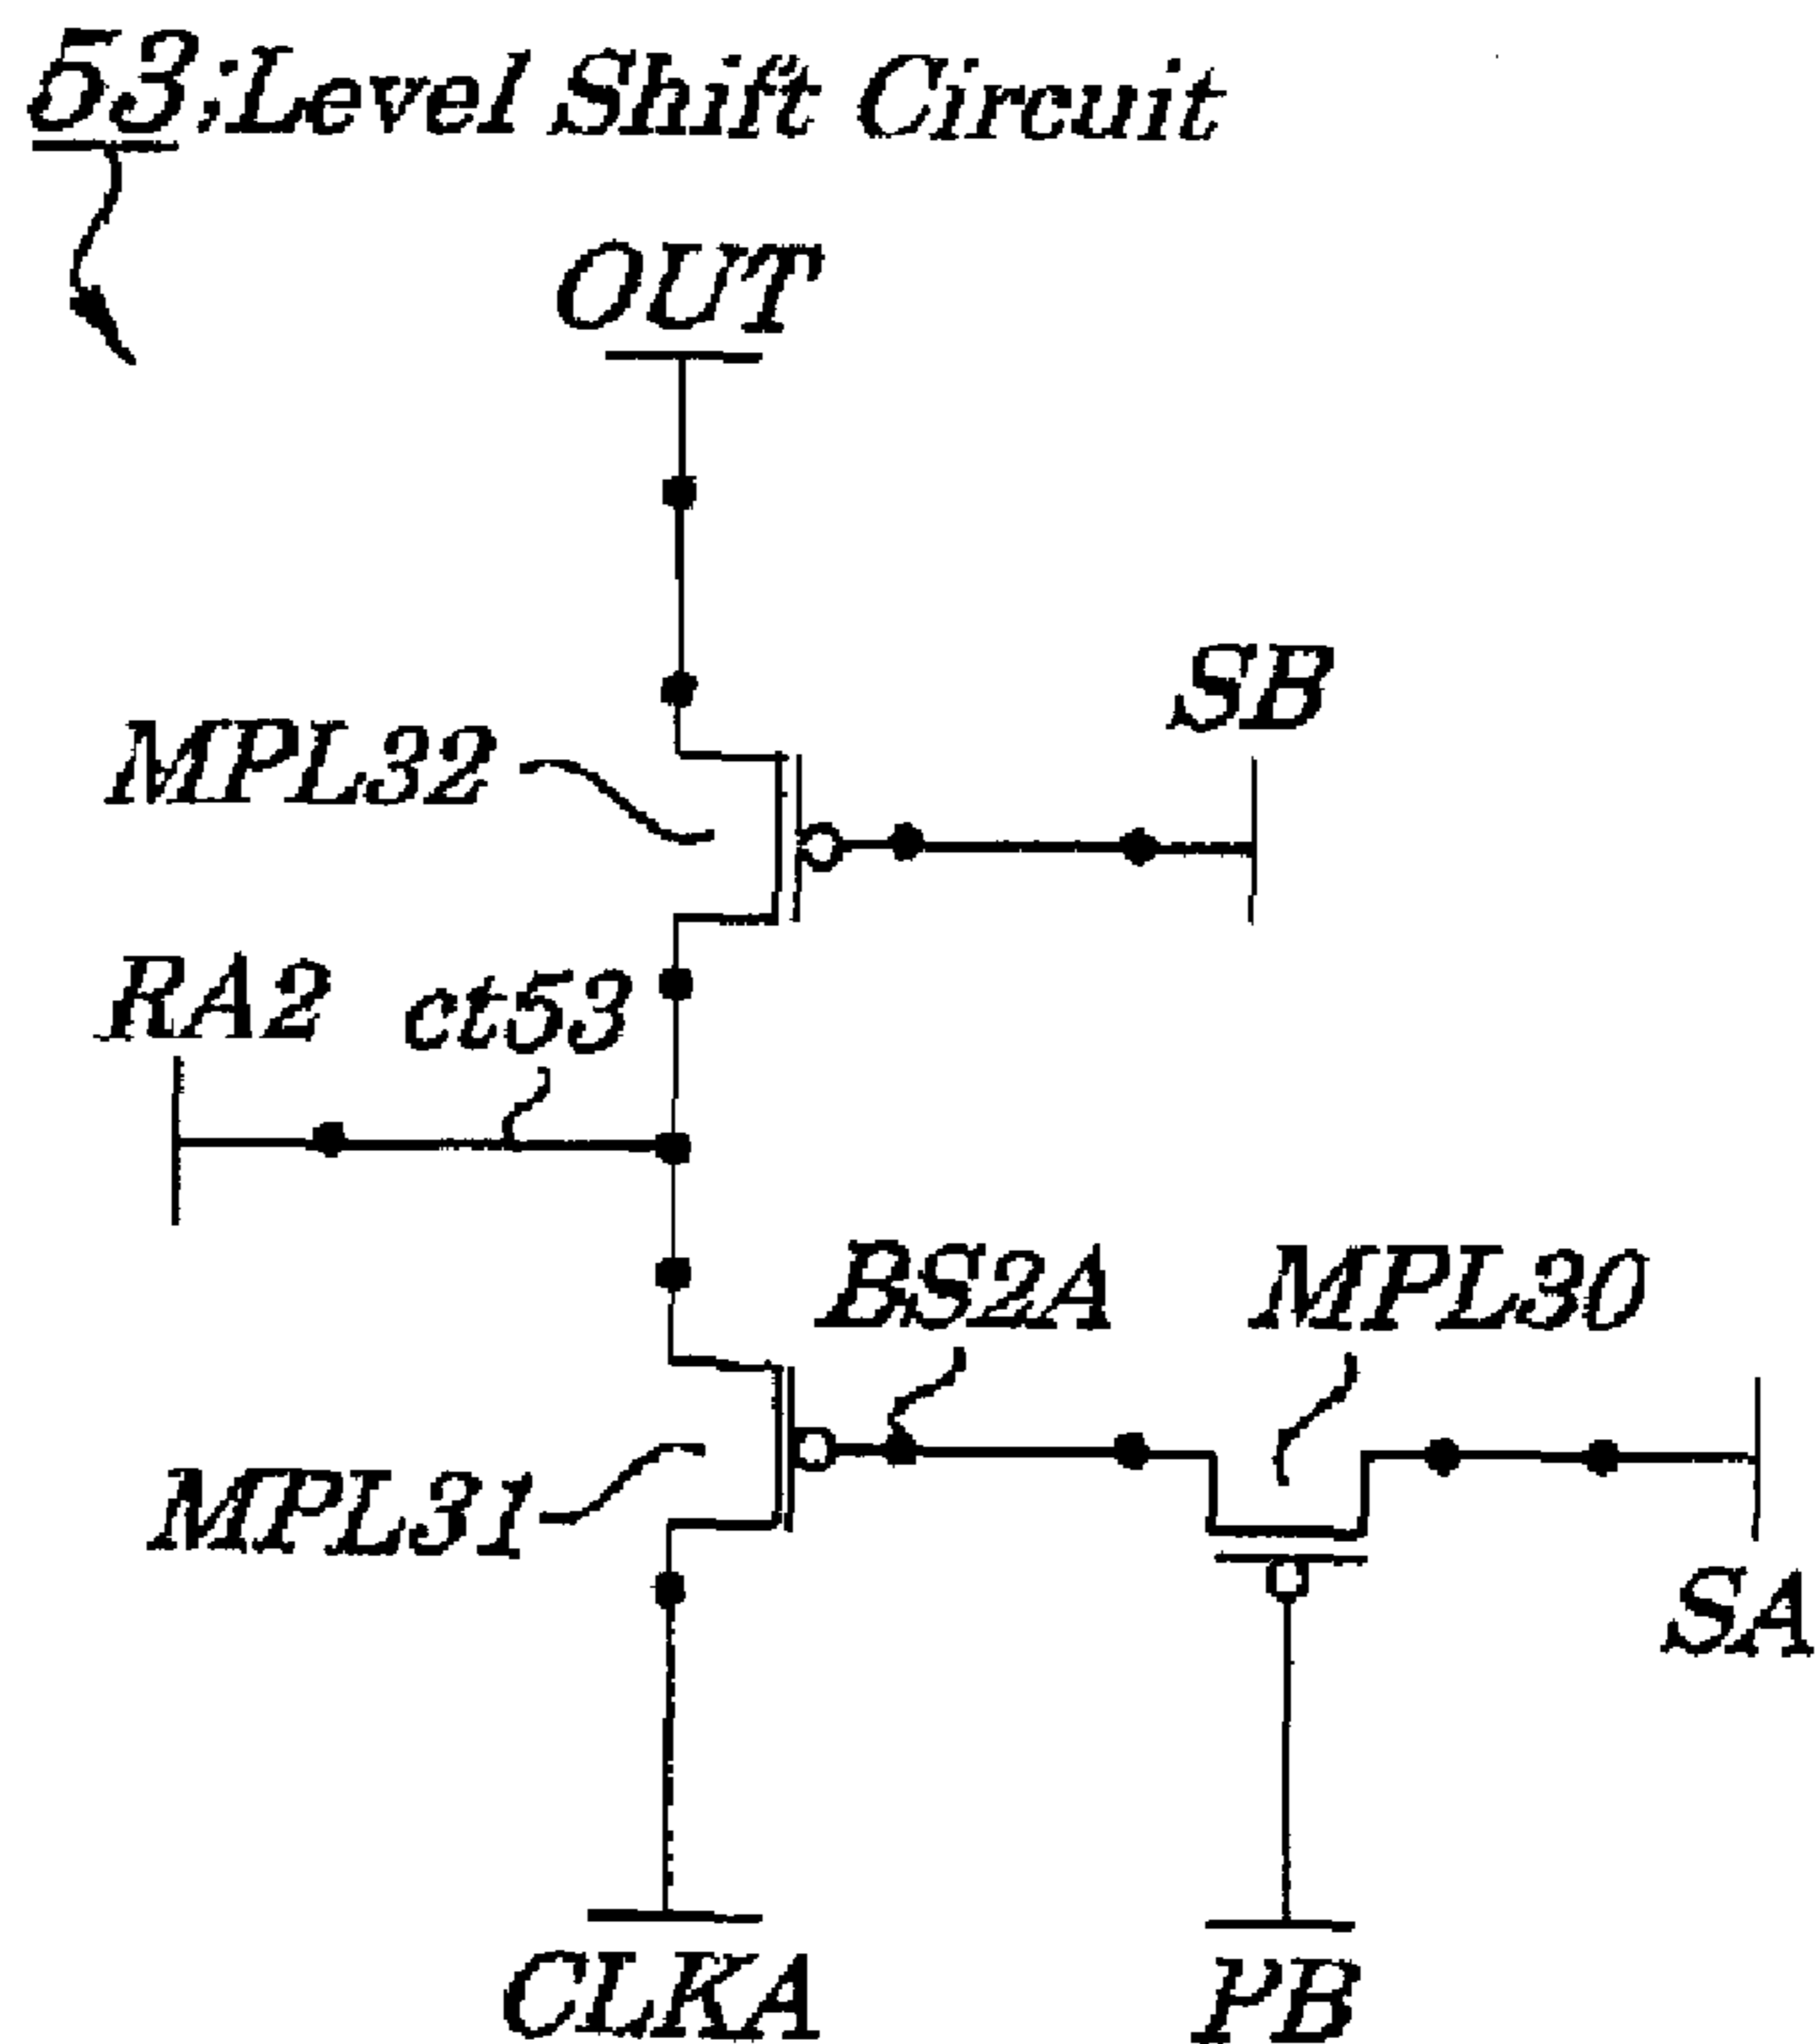 53:Level Shift Circuit
OUT
SB
MPL32
RA2 ct53
BS2A MPL30
MPL31
SA
CLKA PB